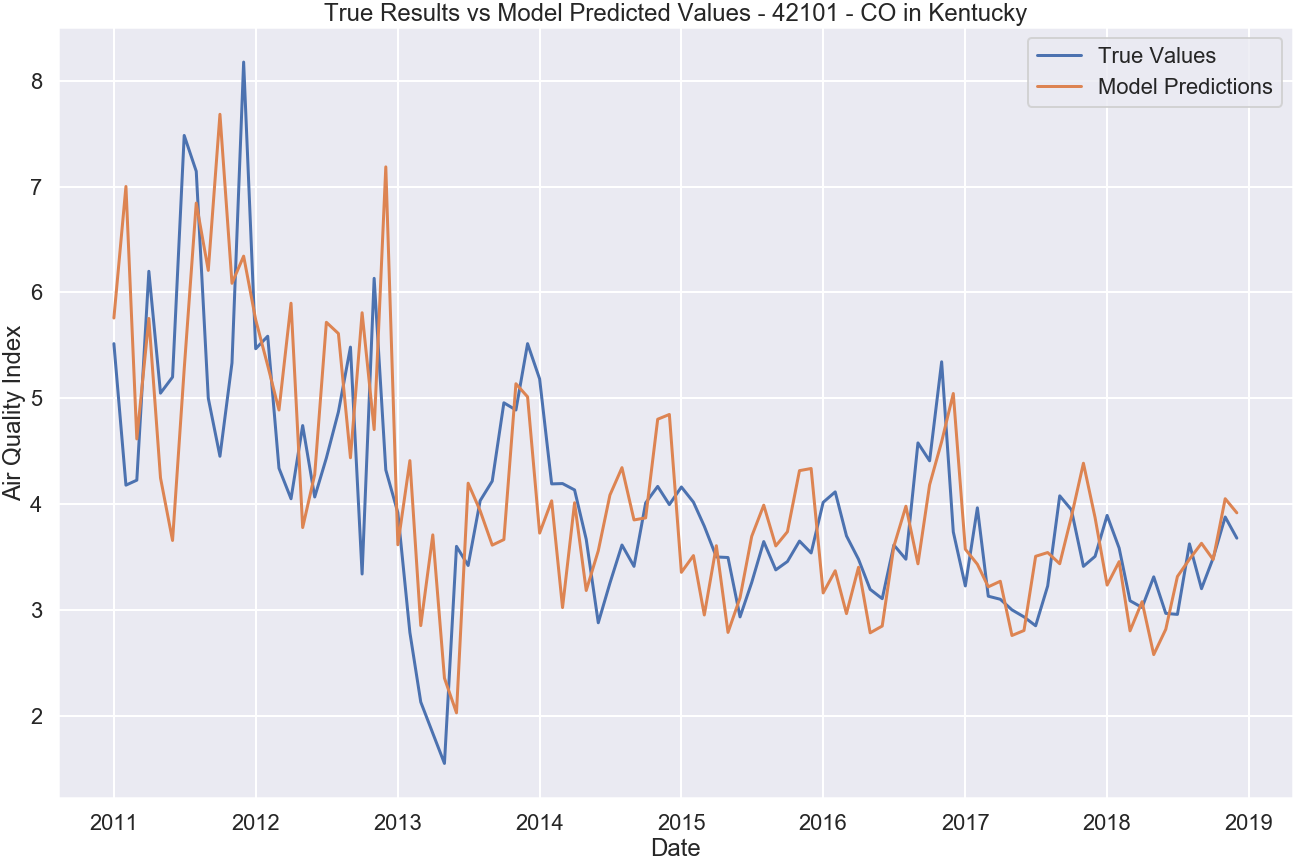 True Results vs Model Predicted Values - 42101 - CO in Kentucky
True Values
Model Predictions
Air Quality Index
8
7
6
5
4
3
2
2011 2012 2013 2014 2015 2016 2017 2018 2019
Date